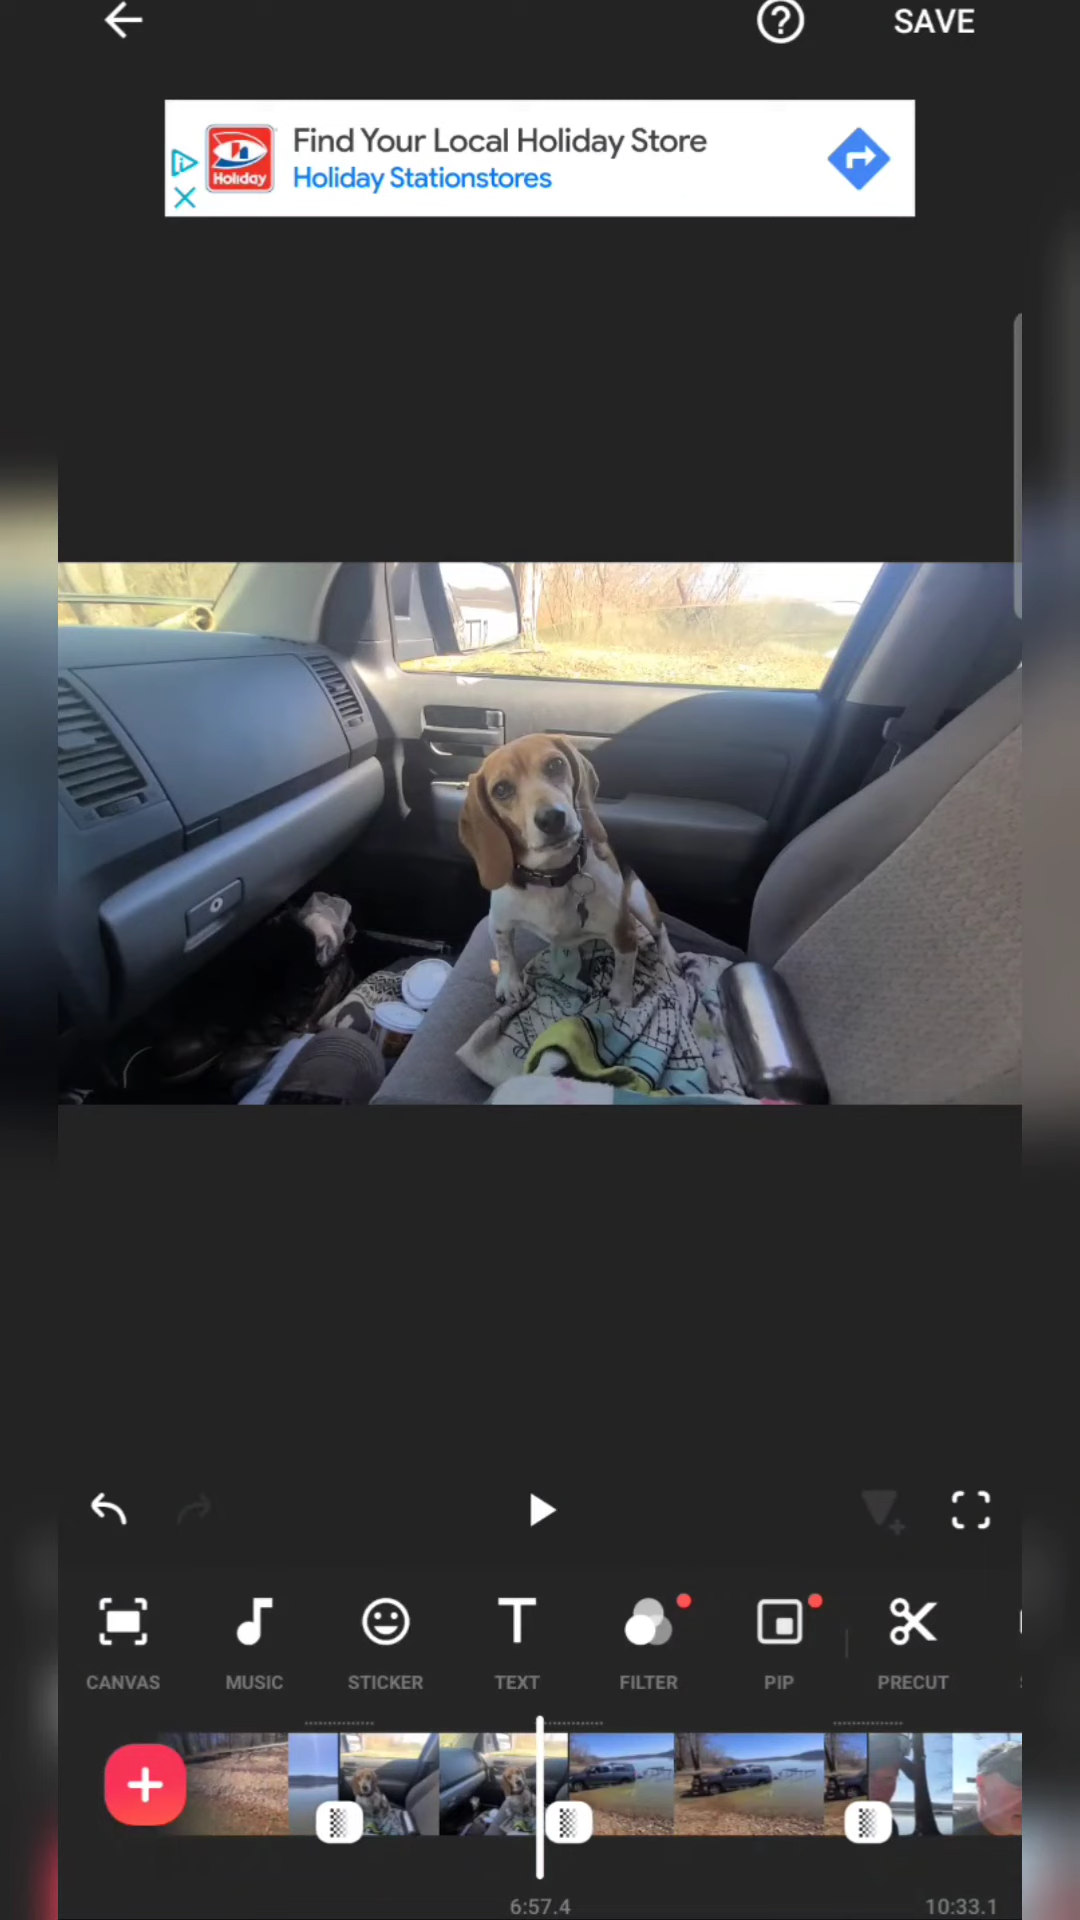 SAVE
Find Your Local Holiday Store
Holiday
Holiday Stationstores
CANVAS
MUSIC
STICKER
TEXT
FILTER
PIP
PRECUT
6:57.4
10:33.1